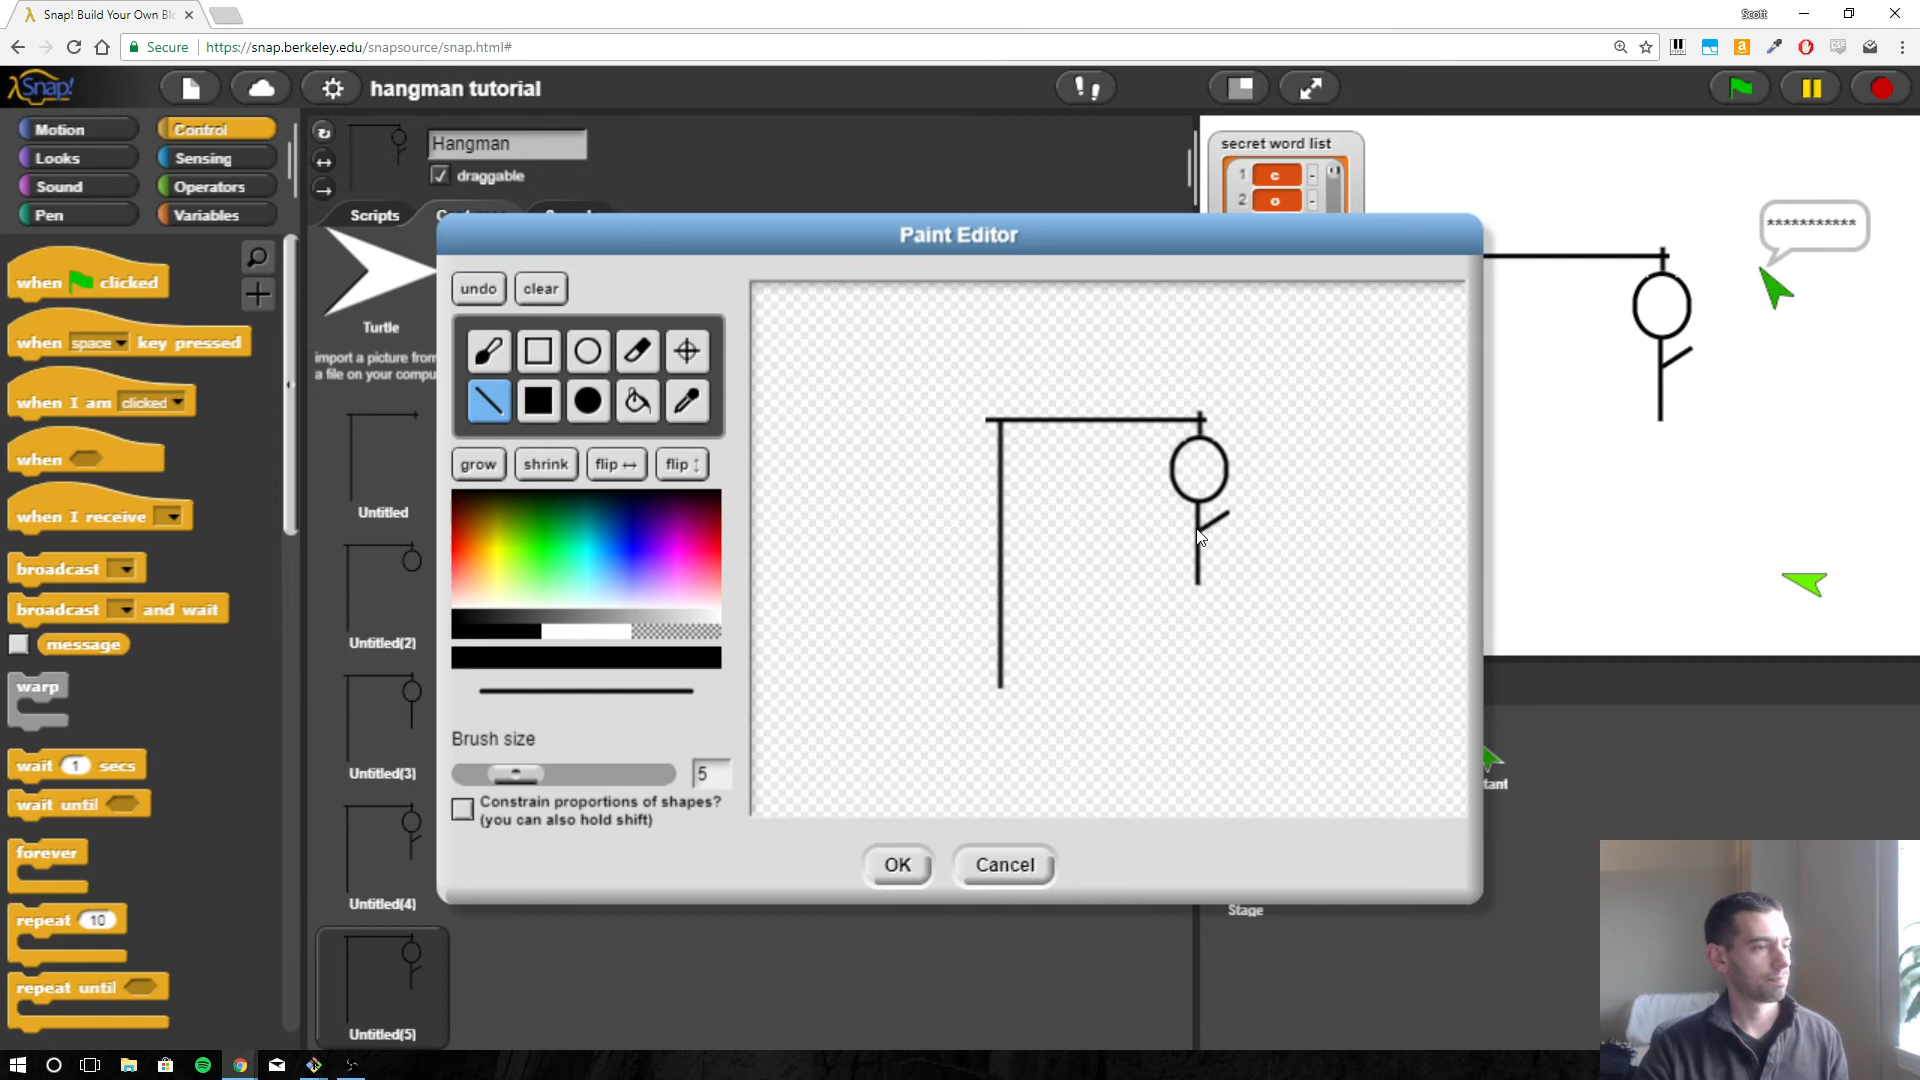 Snap! Build Your Own Blo
Scott
Secure
https://snap.berkeley.edu/snapsource/snap.html#
Snap!
hangman tutorial
Motion
Control
Looks
Sensing
Sound
Operators
Pen
Variables
Hangman
draggable
Scripts
secret word list
1 c -
2 o -
***********
Paint Editor
undo
clear
when clicked
when space key pressed
when I am clicked
when
when I receive
broadcast
broadcast and wait
message
warp
wait 1 secs
wait until
forever
repeat 10
repeat until
Turtle
import a picture from
a file on your compu
Untitled
Untitled(2)
Untitled(3)
Untitled(4)
Untitled(5)
grow
shrink
flip ↔
flip ↕
Brush size
5
Constrain proportions of shapes?
(you can also hold shift)
OK
Cancel
tant
Stage